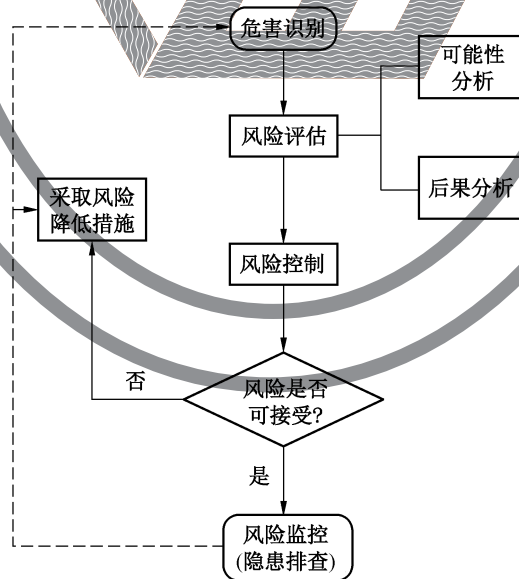 危害识别
可能性
分析
风险评估
后果分析
采取风险
降低措施
风险控制
否
风险是否
可接受?
是
风险监控
(隐患排查)